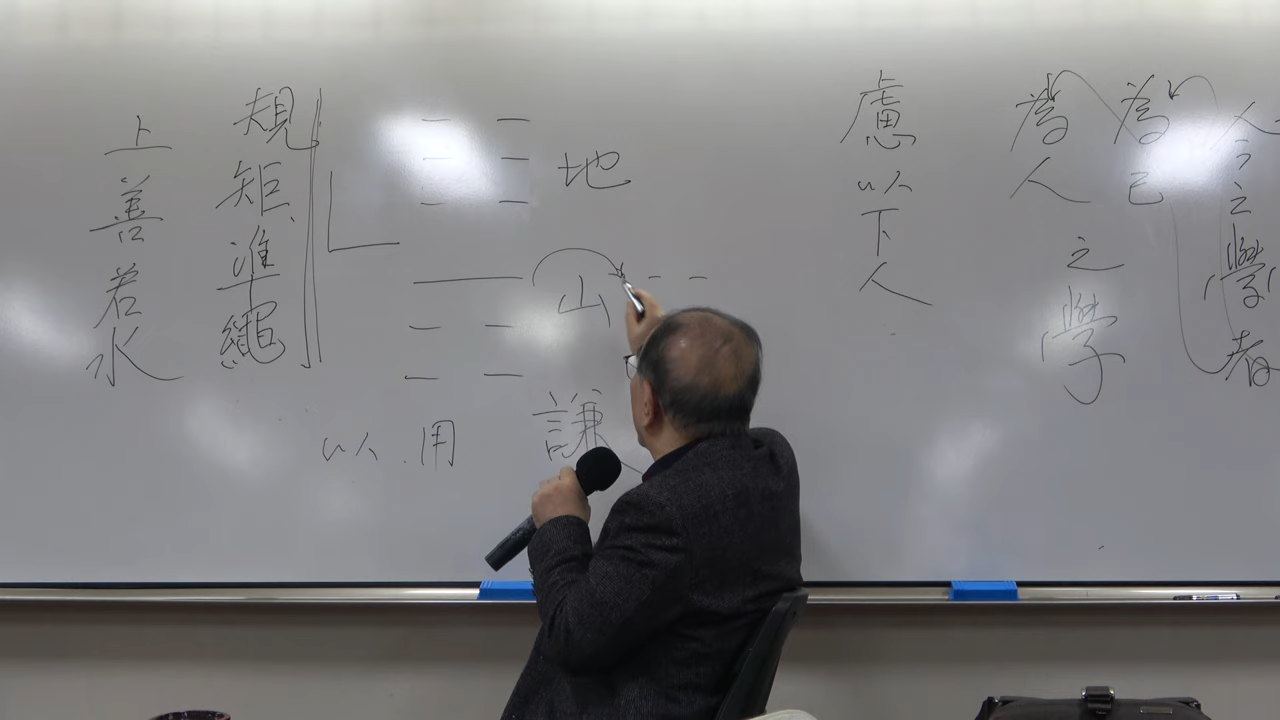 今之學者
為己
為人之學
慮以下人
地
山
謙
以用
規矩準繩
上善若水